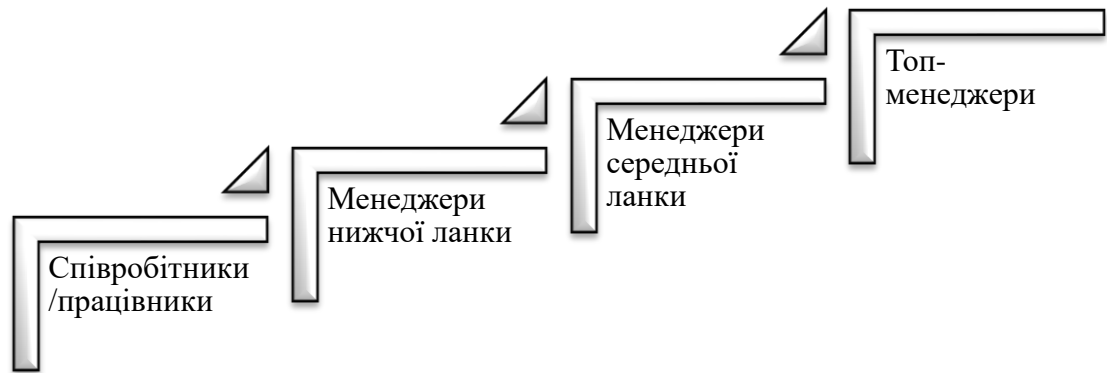 Співробітники
/працівники
Менеджери
нижчої ланки
Менеджери
середньої
ланки
Топ-
менеджери